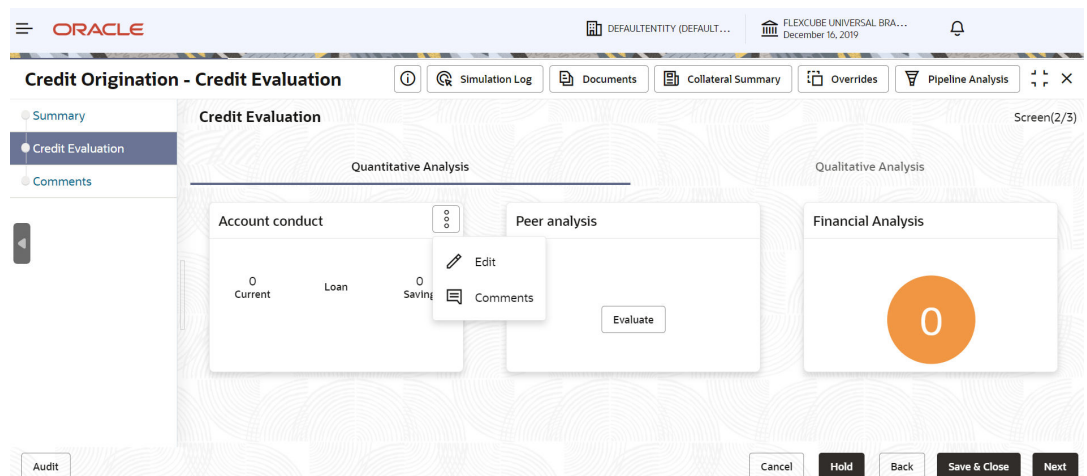 ORACLE
DEFAULTENTITY (DEFAULT...
FLEXCUBE UNIVERSAL BRA...
December 16, 2019
Credit Origination - Credit Evaluation
Simulation Log
Documents
Collateral Summary
Overrides
Pipeline Analysis
Summary
Credit Evaluation
Comments
Credit Evaluation
Screen(2/3)
Quantitative Analysis
Qualitative Analysis
Account conduct
0
Current
Loan
0
Saving
Edit
Comments
Peer analysis
Evaluate
Financial Analysis
0
Audit
Cancel
Hold
Back
Save & Close
Next